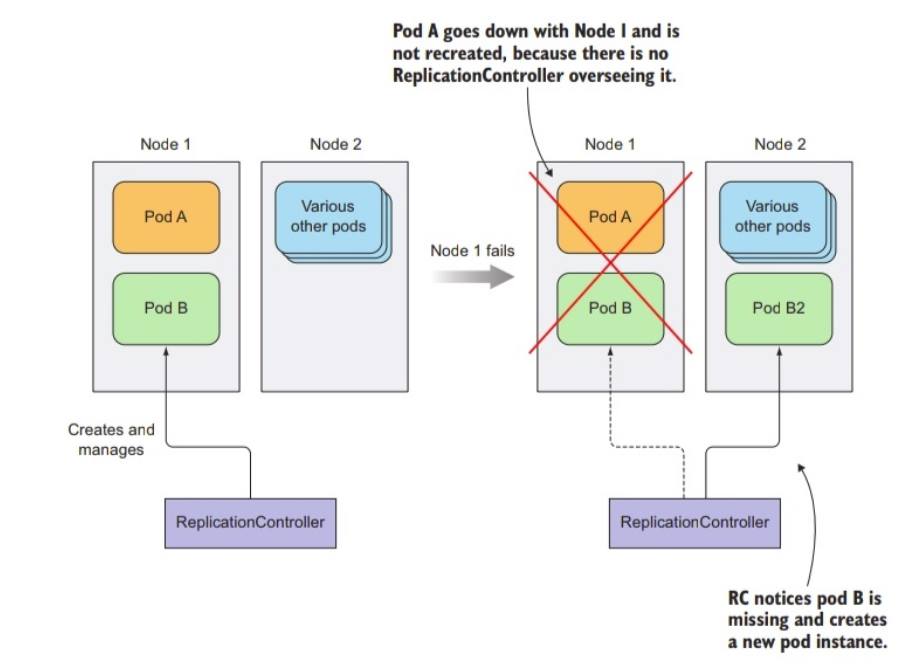 Pod A goes down with Node 1 and is
not recreated, because there is no
ReplicationController overseeing it.
Node 1
Node 2
Pod A
Various
other pods
Pod B
Creates and
manages
ReplicationController
Node 1 fails
Node 1
Node 2
Pod A
Various
other pods
Pod B
Pod B2
ReplicationController
RC notices pod B is
missing and creates
a new pod instance.